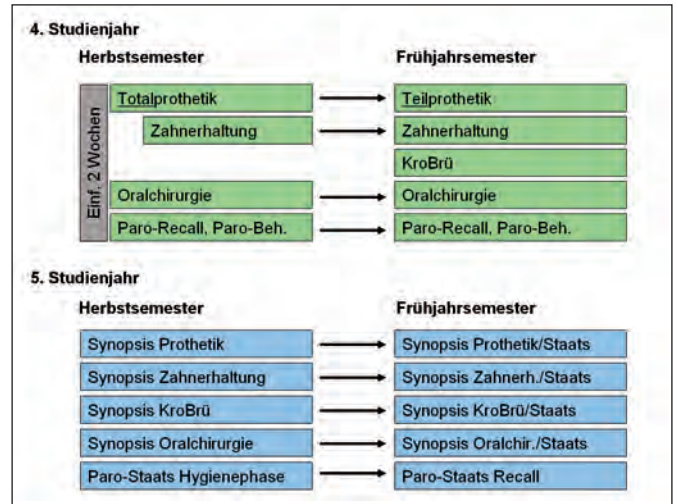 4. Studienjahr
Herbstsemester Frühjahrsemester
Einf. 2 Wochen
Totalprothetik Teilprothetik
Zahnerhaltung Zahnerhaltung
KroBrü
Oralchirurgie Oralchirurgie
Paro-Recall, Paro-Beh. Paro-Recall, Paro-Beh.
5. Studienjahr
Herbstsemester Frühjahrsemester
Synopsis Prothetik Synopsis Prothetik/Staats
Synopsis Zahnerhaltung Synopsis Zahnerh./Staats
Synopsis KroBrü Synopsis KroBrü/Staats
Synopsis Oralchirurgie Synopsis Oralchir./Staats
Paro-Staats Hygienephase Paro-Staats Recall